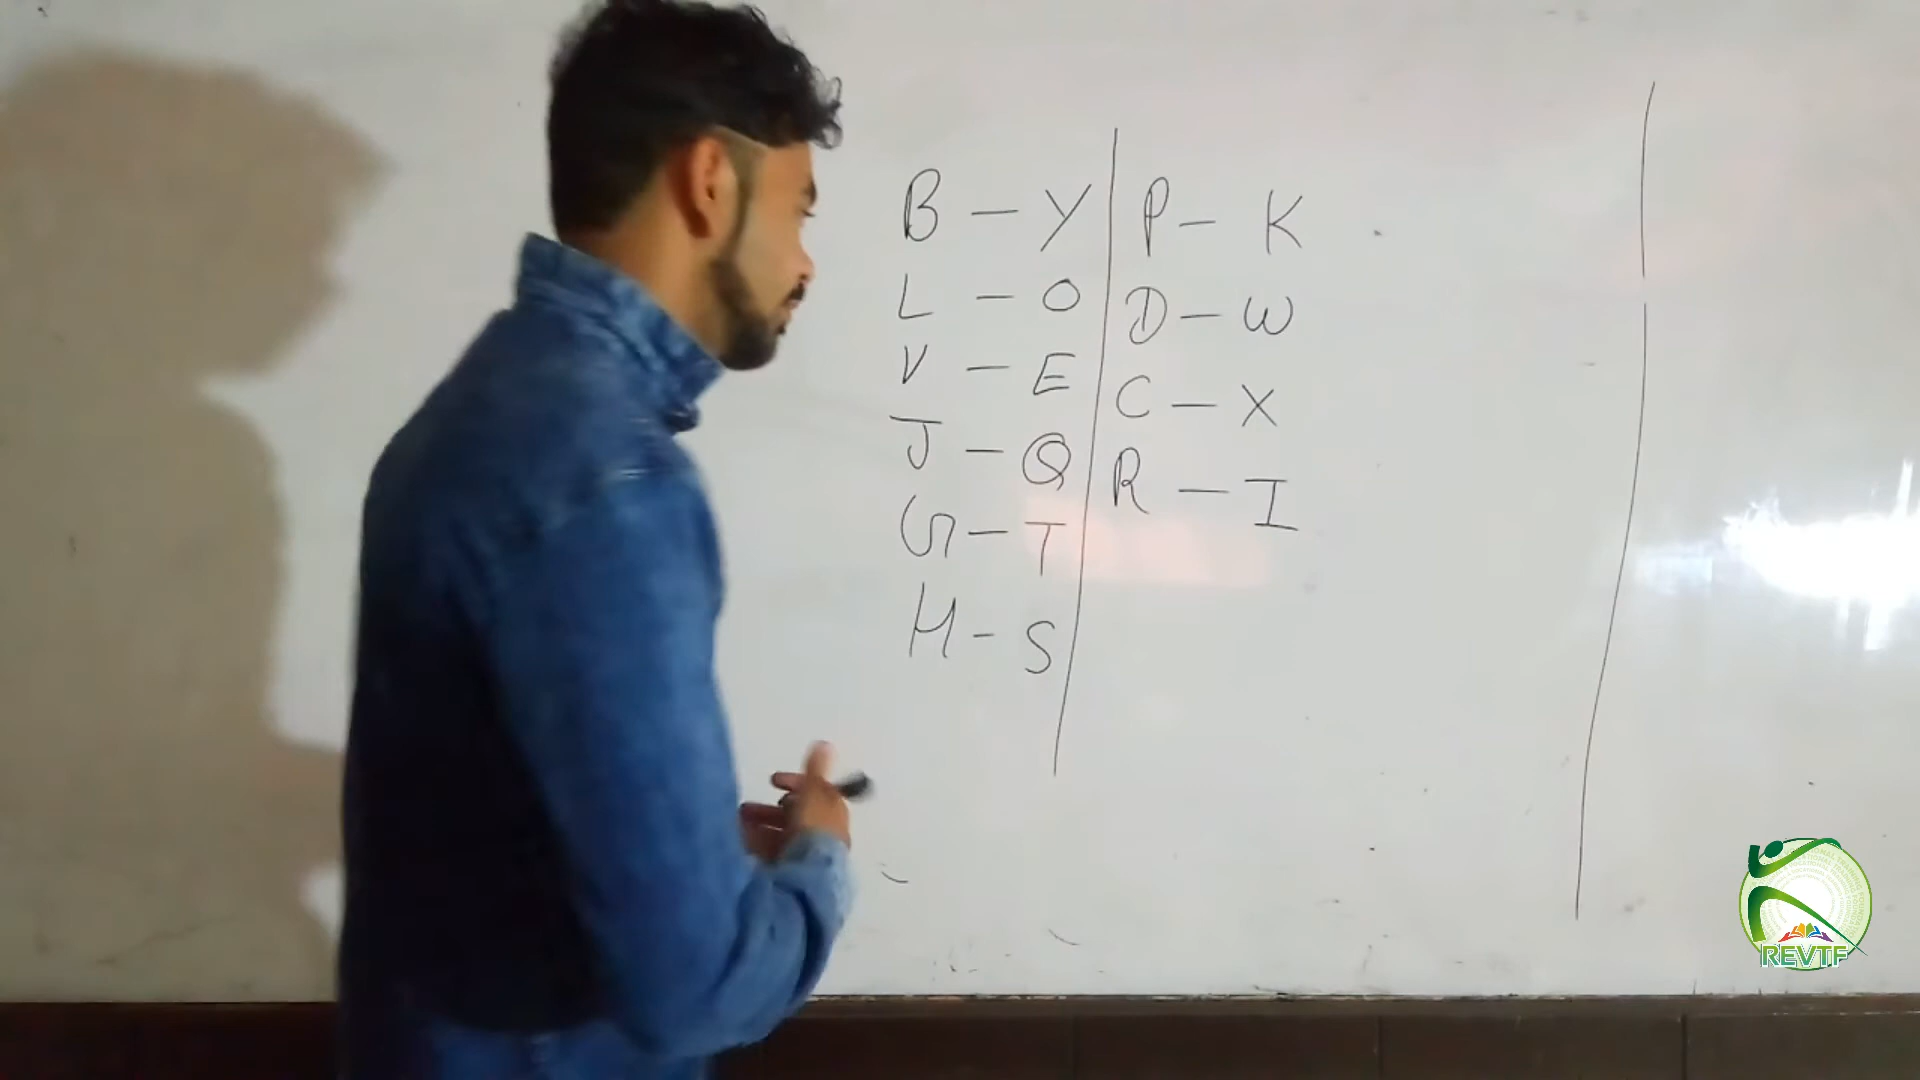 B - Y
L - O
V - E
J - Q
G - T
H - S
P - K
D - W
C - X
R - I
REVTF